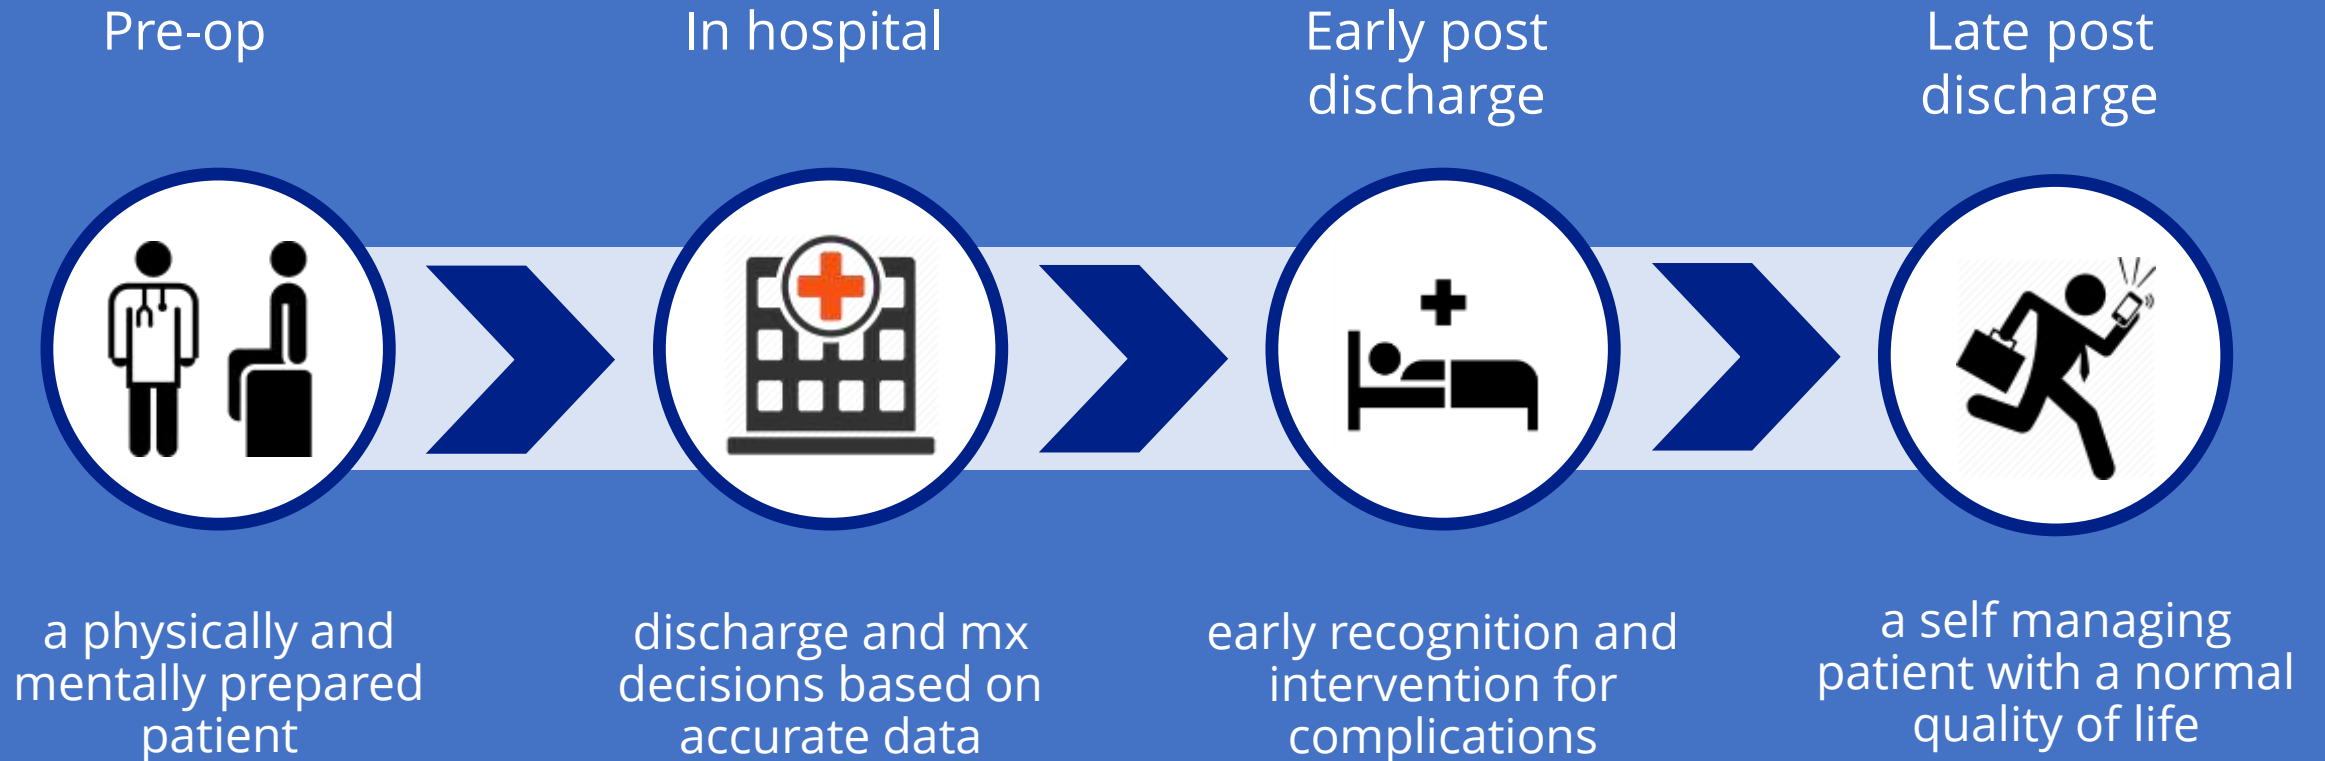 Pre-op
In hospital
Early post
discharge
Late post
discharge
a physically and
mentally prepared
patient
discharge and mx
decisions based on
accurate data
early recognition and
intervention for
complications
a self managing
patient with a normal
quality of life